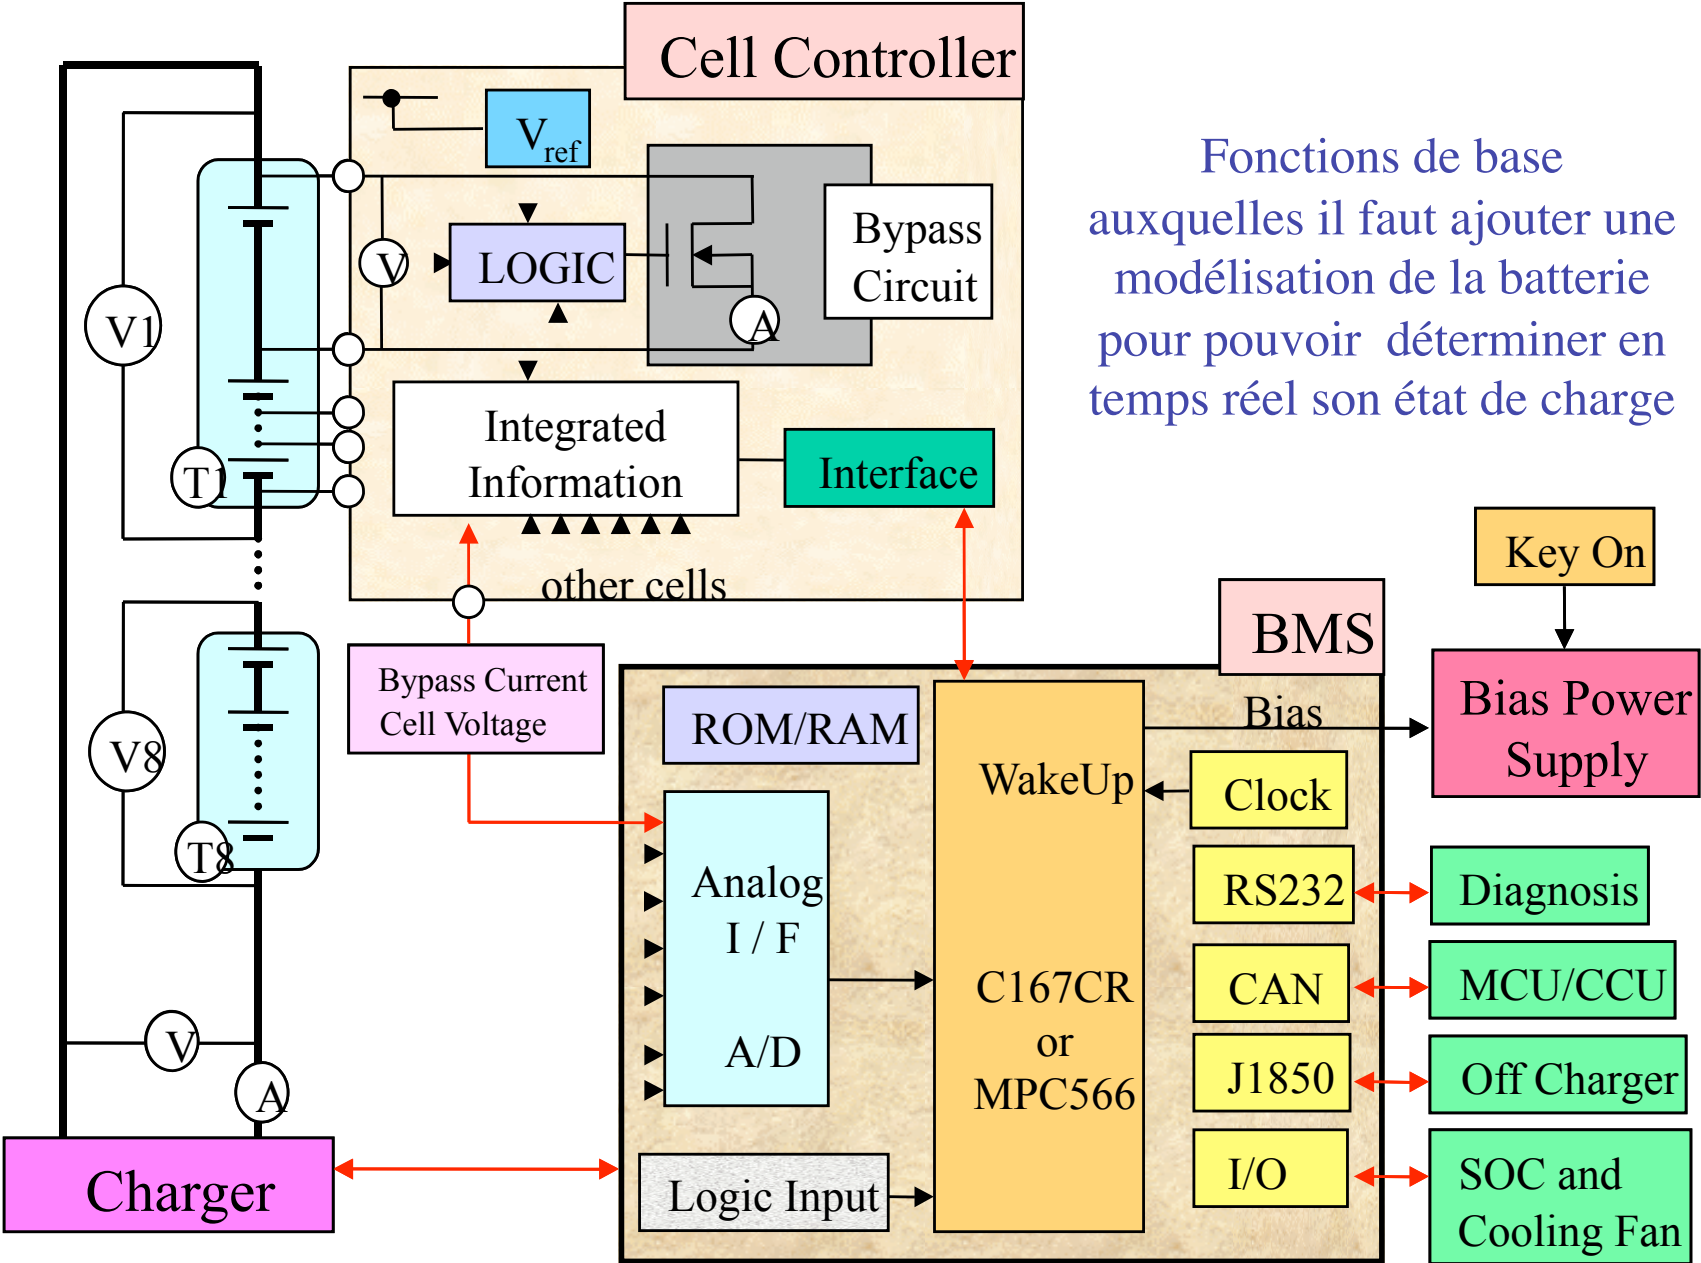 Cell Controller
V
ref
Fonctions de base
auxquelles il faut ajouter une
modélisation de la batterie
pour pouvoir  déterminer en
temps réel son état de charge
Bypass
Circuit
LOGIC
V
V1
A
T1
Integrated
Information
Interface
other cells
Key On
BMS
Bypass Current
Cell Voltage
ROM/RAM
Bias
Bias Power
Supply
V8
WakeUp
Clock
T8
Analog
I / F
A/D
C167CR
or
MPC566
RS232
Diagnosis
CAN
MCU/CCU
J1850
Off Charger
I/O
SOC and
Cooling Fan
V
A
Charger
Logic Input